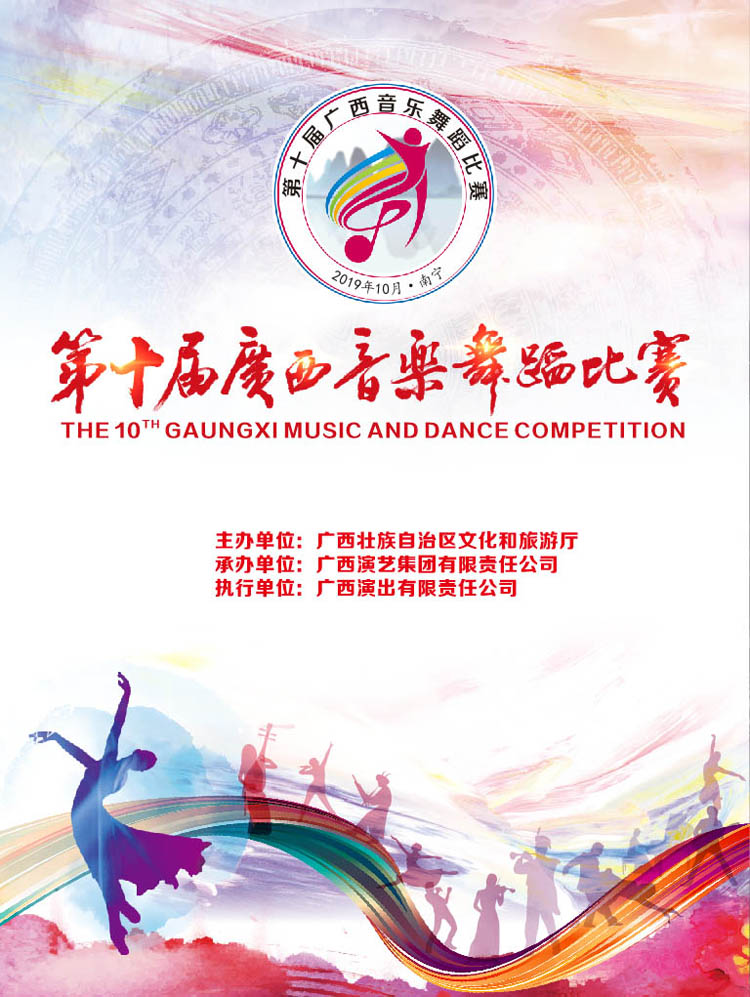 第十届广西音乐舞蹈比赛
2019年10月·南宁
第十届廣西音樂舞蹈比赛
THE 10TH GAUNGXI MUSIC AND DANCE COMPETITION
主办单位：广西壮族自治区文化和旅游厅
承办单位：广西演艺集团有限责任公司
执行单位：广西演出有限责任公司